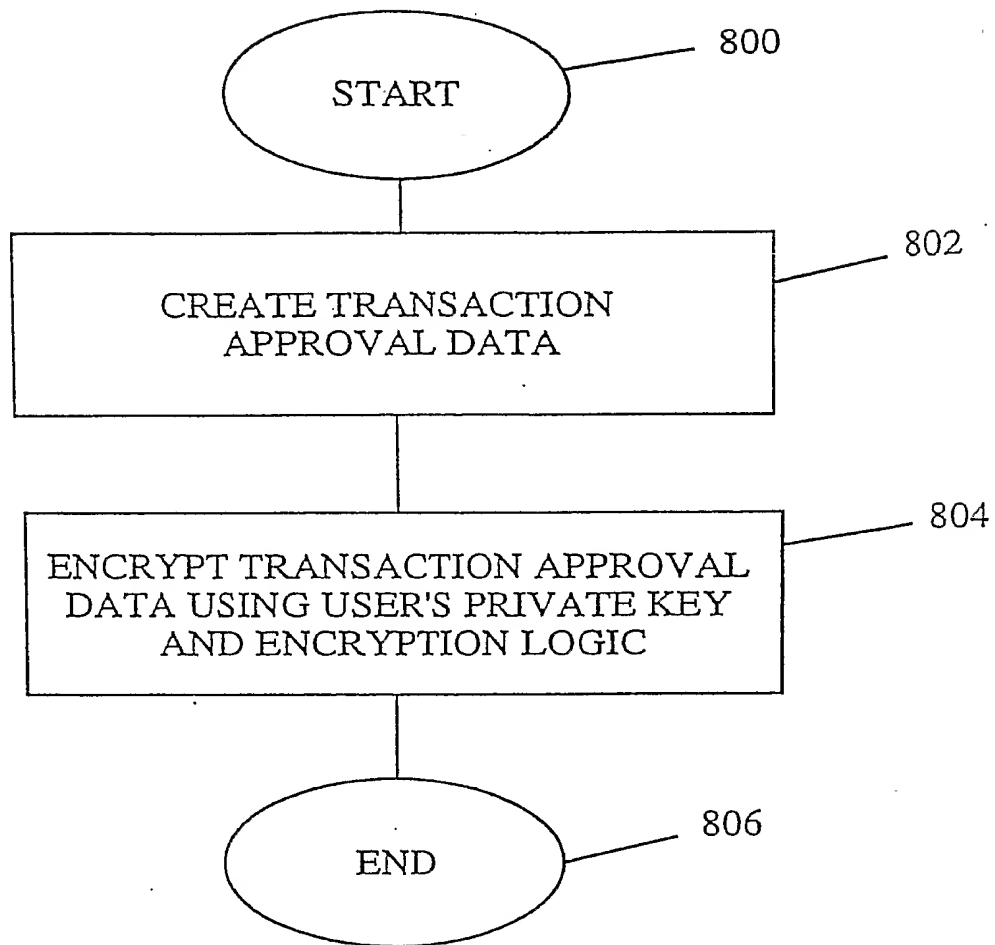 800
START
802
CREATE TRANSACTION
APPROVAL DATA
804
ENCRYPT TRANSACTION APPROVAL
DATA USING USER'S PRIVATE KEY
AND ENCRYPTION LOGIC
806
END